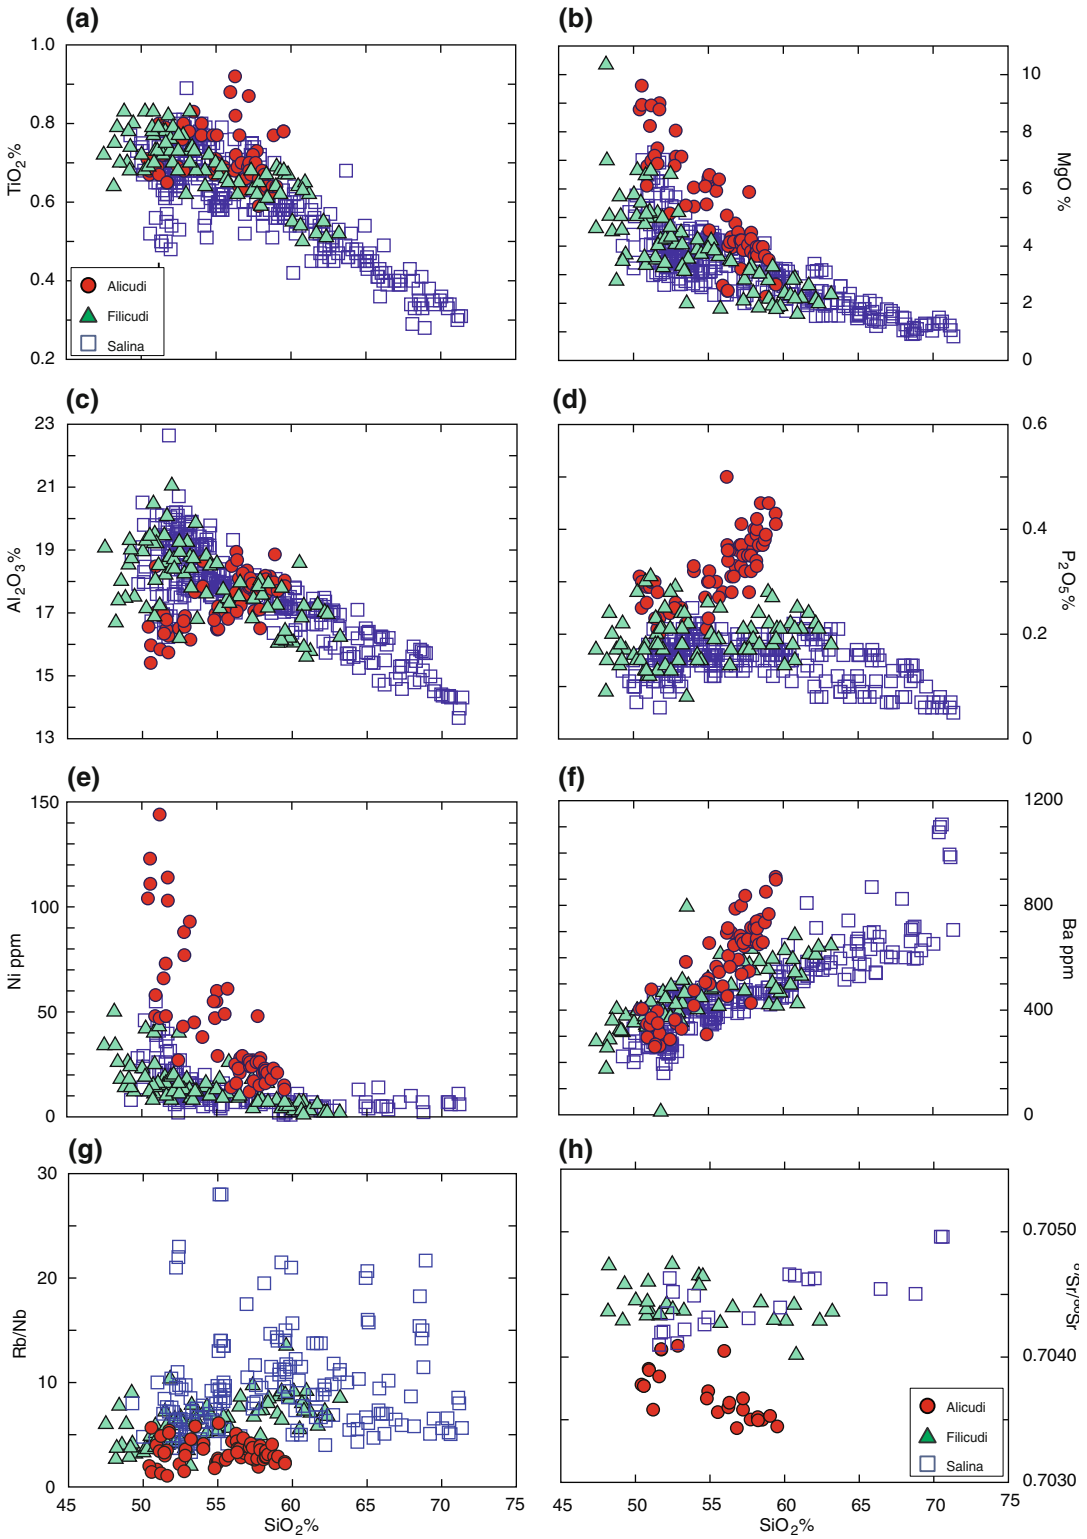 (a)
(b)
1.0
0.8
0.6
0.4
0.2
TiO2%
Alicudi
Filicudi
Salina
10
8
6
4
2
0
MgO %
(c)
(d)
23
21
19
17
15
13
Al2O3%
0.6
0.4
0.2
0
P2O5%
(e)
(f)
150
100
50
0
Ni ppm
1200
800
400
0
Ba ppm
(g)
(h)
30
20
10
0
Rb/Nb
45
50
55
60
65
70
75
SiO2%
0.7050
0.7040
0.7030
87Sr/86Sr
Alicudi
Filicudi
Salina
45
50
55
60
65
70
75
SiO2%